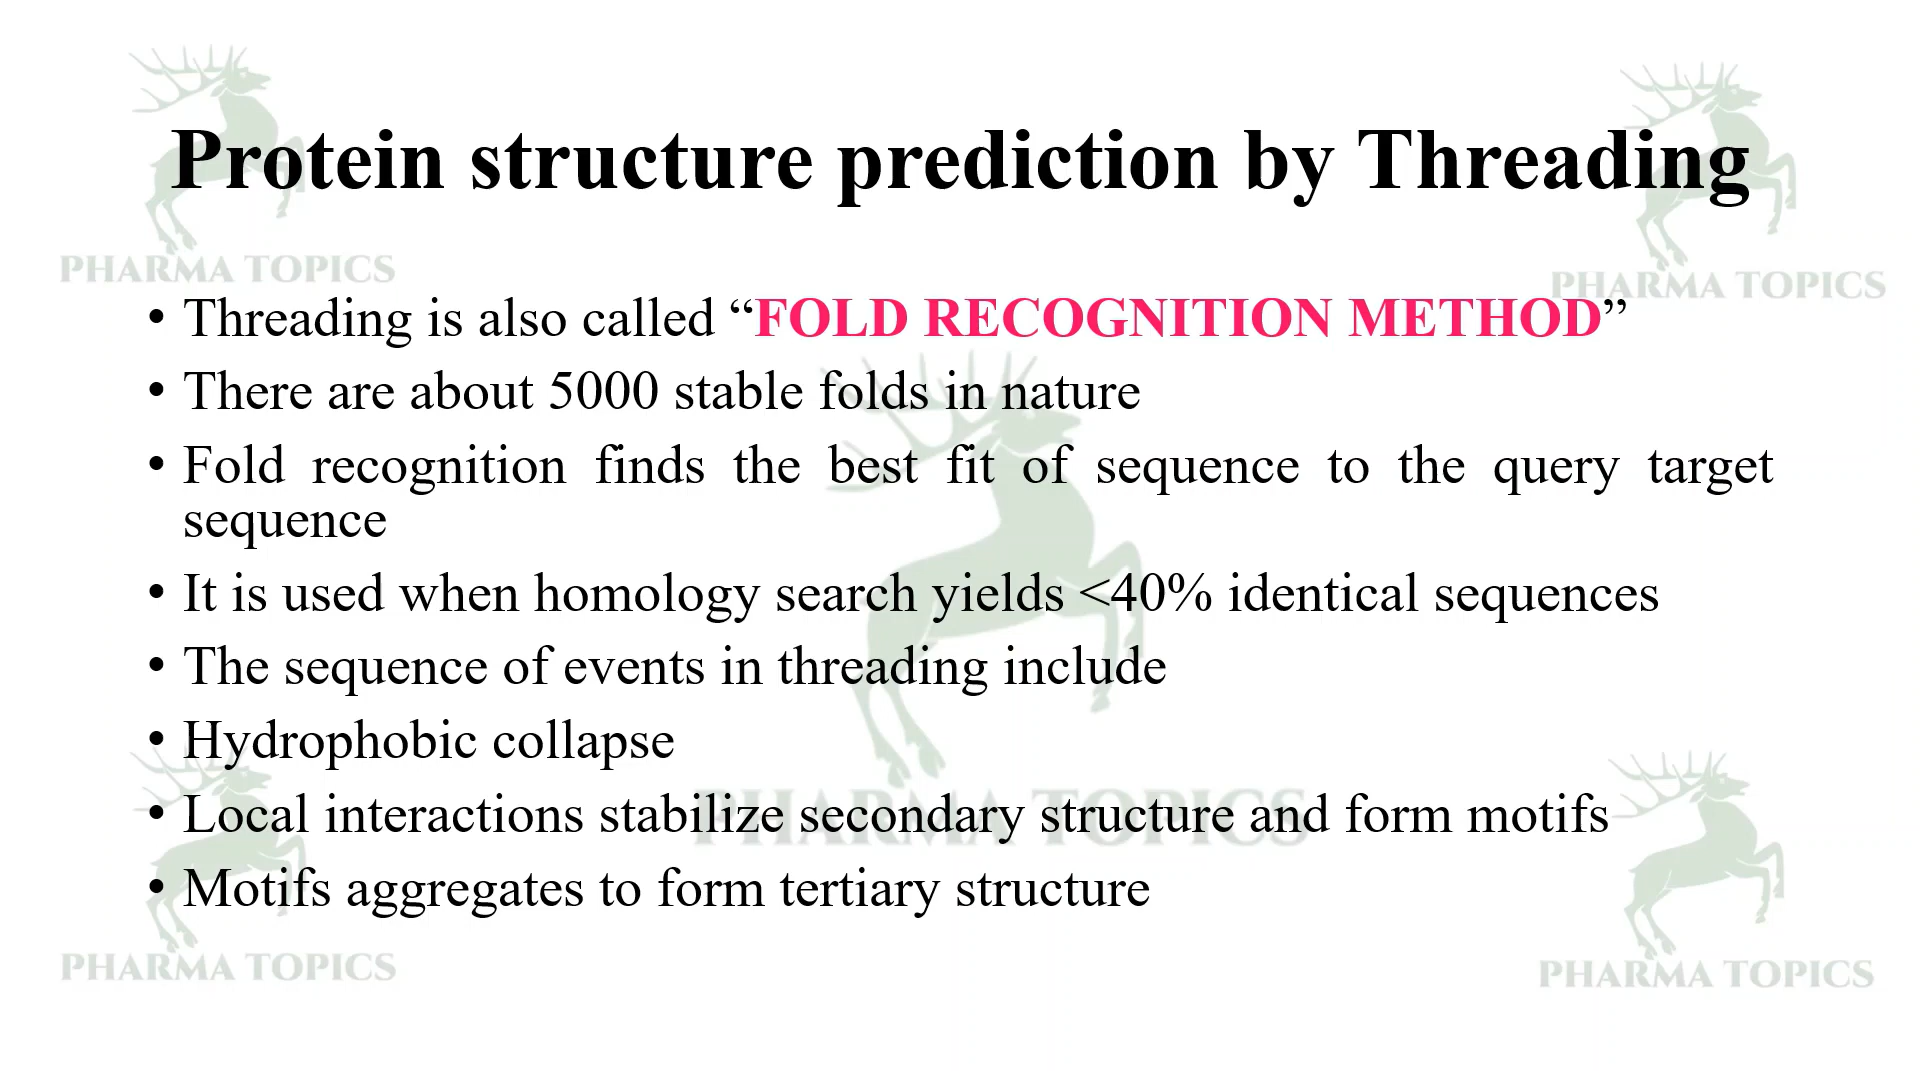 Protein structure prediction by Threading
PHARMA TOPICS
PHARMA TOPICS
• Threading is also called “FOLD RECOGNITION METHOD”
• There are about 5000 stable folds in nature
• Fold recognition finds the best fit of sequence to the query target
sequence
• It is used when homology search yields <40% identical sequences
• The sequence of events in threading include
• Hydrophobic collapse
• Local interactions stabilize secondary structure and form motifs
PHARMA TOPICS
• Motifs aggregates to form tertiary structure
PHARMA TOPICS
PHARMA TOPICS